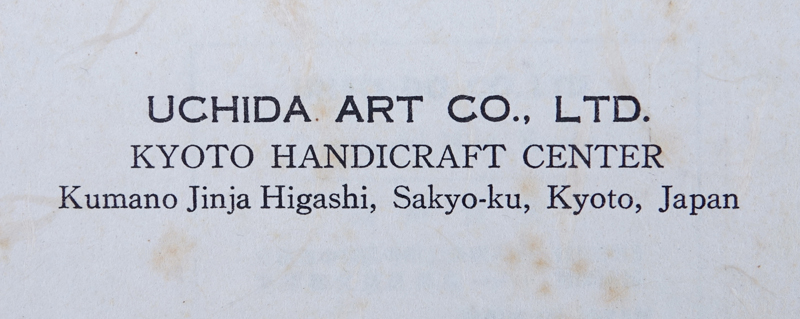 UCHIDA ART CO., LTD.
KYOTO HANDICRAFT CENTER
Kumano Jinja Higashi, Sakyo-ku, Kyoto, Japan